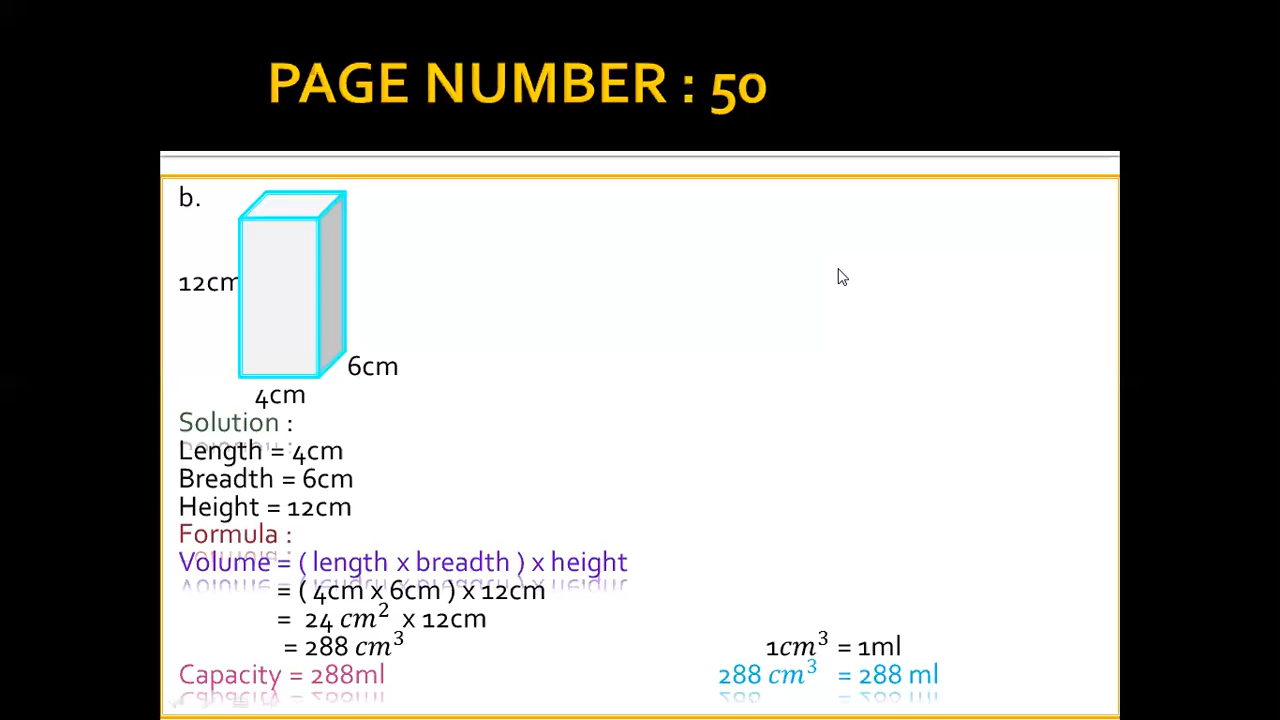 PAGE NUMBER : 50
b.
12cm
6cm
4cm
Solution :
Length = 4cm
Breadth = 6cm
Height = 12cm
Formula :
Volume = ( length x breadth ) x height
= ( 4cm x 6cm ) x 12cm
= 24 cm² x 12cm
= 288 cm³
1cm³ = 1ml
Capacity = 288ml
288 cm³ = 288 ml